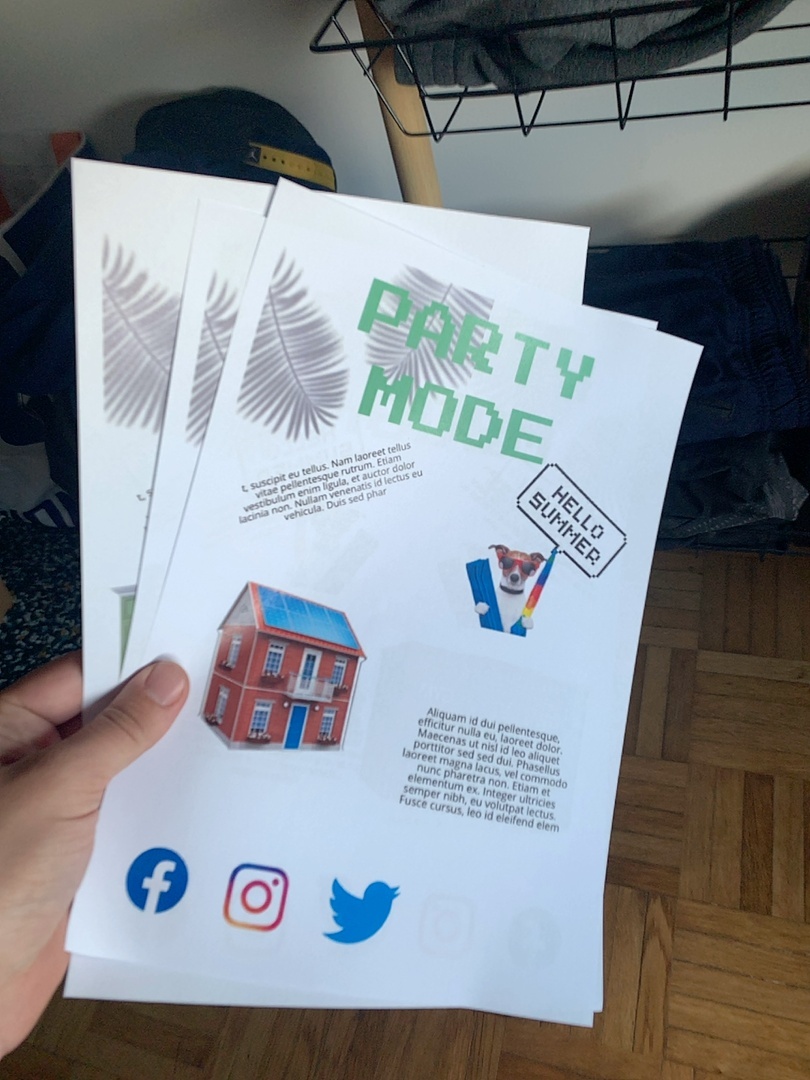 PARTY
MODE
t, suscipit eu tellus. Nam laoreet tellus
vitae pellentesque rutrum. Etiam
vestibulum enim ligula, et auctor dolor
lacinia non. Nullam venenatis id lectus eu
vehicula. Duis sed phar
HELLO
SUMMER
Aliquam id dui pellentesque,
efficitur nulla eu, laoreet dolor.
Maecenas ut nisl id leo aliquet
porttitor sed sed dui. Phasellus
laoreet magna lacus, vel commodo
nunc pharetra non. Etiam et
elementum ex. Integer ultricies
semper nibh, eu volutpat lectus.
Fusce cursus, leo id eleifend elem